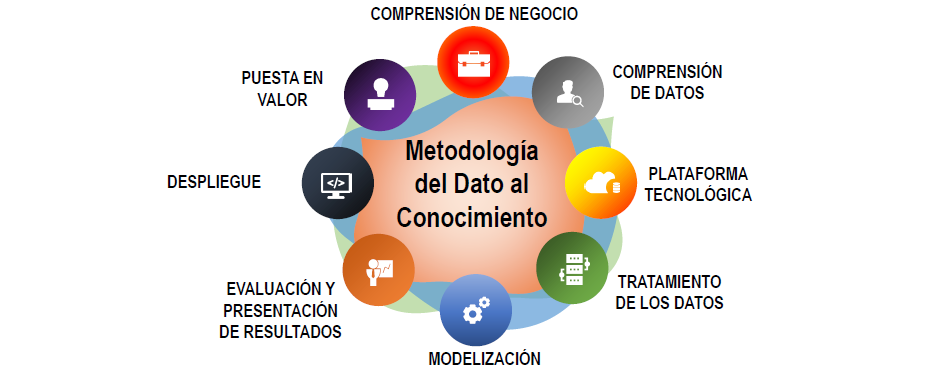 COMPRENSIÓN DE NEGOCIO
COMPRENSIÓN
DE DATOS
PLATAFORMA
TECNOLÓGICA
TRATAMIENTO
DE LOS DATOS
MODELIZACIÓN
EVALUACIÓN Y
PRESENTACIÓN
DE RESULTADOS
DESPLIEGUE
PUESTA EN
VALOR
Metodología
del Dato al
Conocimiento